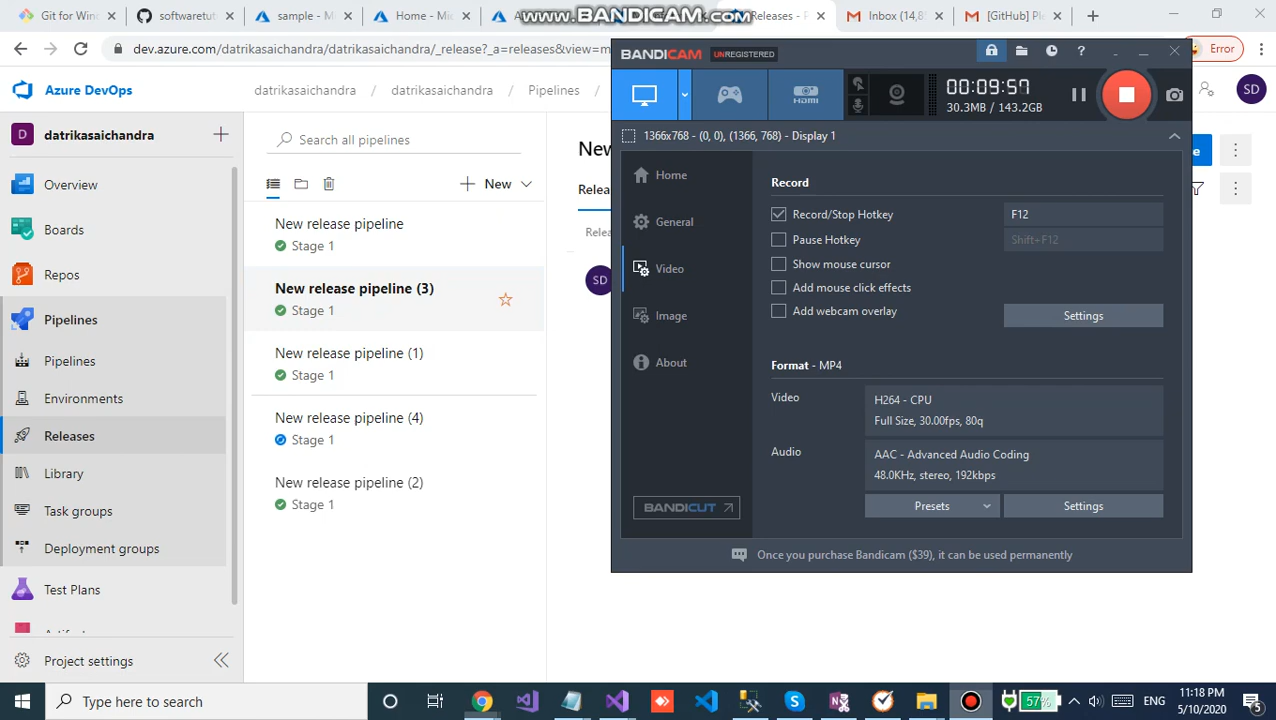 Git for Win
softwaretut
sample - M
Home - Mic
A
www.BANDICAM.com
Releases - P
Inbox (14,8
[GitHub] Pl
dev.azure.com/datrikasaichandra/datrikasaichandra/_release?_a=releases&view=m
Error
Azure DevOps
datrikasaichandra / datrikasaichandra / Pipelines /
SD
D datrikasaichandra
Search all pipelines
New
Overview
Boards
Repos
Pipelines
Pipelines
Environments
Releases
Library
Task groups
Deployment groups
Test Plans
Project settings
New release pipeline
Stage 1
New release pipeline (3)
Stage 1
New release pipeline (1)
Stage 1
New release pipeline (4)
Stage 1
New release pipeline (2)
Stage 1
New
Relea
Relea
SD
e
BANDICAM UNREGISTERED
HDMI
00:09:57
30.3MB / 143.2GB
1366x768 - (0, 0), (1366, 768) - Display 1
Home
General
Video
Image
About
BANDICUT
Record
Record/Stop Hotkey F12
Pause Hotkey Shift+F12
Show mouse cursor
Add mouse click effects
Add webcam overlay
Settings
Format - MP4
Video H264 - CPU
Full Size, 30.00fps, 80q
Audio AAC - Advanced Audio Coding
48.0KHz, stereo, 192kbps
Presets Settings
Once you purchase Bandicam ($39), it can be used permanently
Type here to search
57%
ENG
11:18 PM
5/10/2020
5